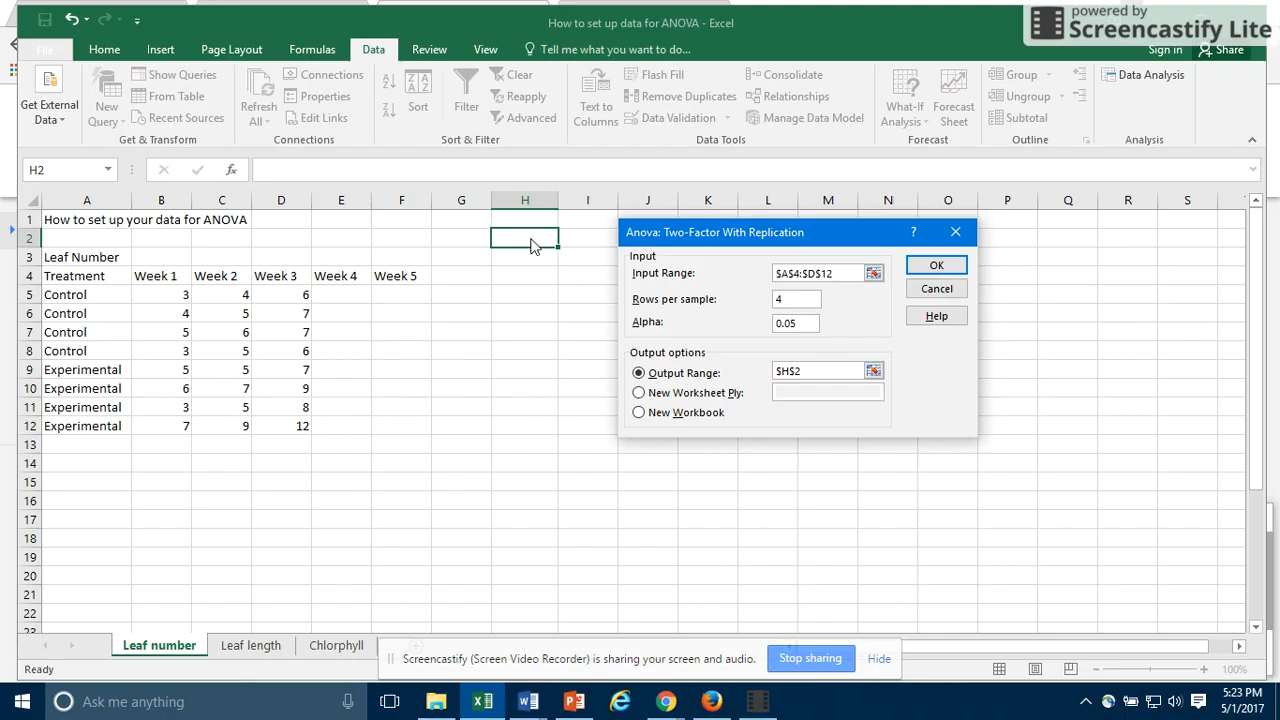 How to set up data for ANOVA - Excel
powered by
Screencastify Lite
File Home Insert Page Layout Formulas Data Review View Tell me what you want to do... Sign in Share
Get External Data
New Query
Show Queries
From Table
Recent Sources
Get & Transform
Refresh All
Connections
Properties
Edit Links
Connections
Sort
Filter
Clear
Reapply
Advanced
Sort & Filter
Text to Columns
Flash Fill
Remove Duplicates
Data Validation
Consolidate
Relationships
Manage Data Model
Data Tools
What-If Analysis
Forecast Sheet
Forecast
Group
Ungroup
Subtotal
Outline
Data Analysis
Analysis
H2 fx
A B C D E F G H I J K L M N O P Q R S
1 How to set up your data for ANOVA
2
3 Leaf Number
4 Treatment Week 1 Week 2 Week 3 Week 4 Week 5
5 Control 3 4 6
6 Control 4 5 7
7 Control 5 6 7
8 Control 3 5 6
9 Experimental 5 5 7
10 Experimental 6 7 9
11 Experimental 3 5 8
12 Experimental 7 9 12
13
14
15
16
17
18
19
20
21
22
23
Anova: Two-Factor With Replication ?
Input
Input Range: $A$4:$D$12
Rows per sample: 4
Alpha: 0.05
OK
Cancel
Help
Output options
Output Range: $H$2
New Worksheet Ply:
New Workbook
Leaf number Leaf length Chlorphyll
Screencastify (Screen Video Recorder) is sharing your screen and audio. Stop sharing Hide
Ready 100%
Ask me anything
5:23 PM
5/1/2017